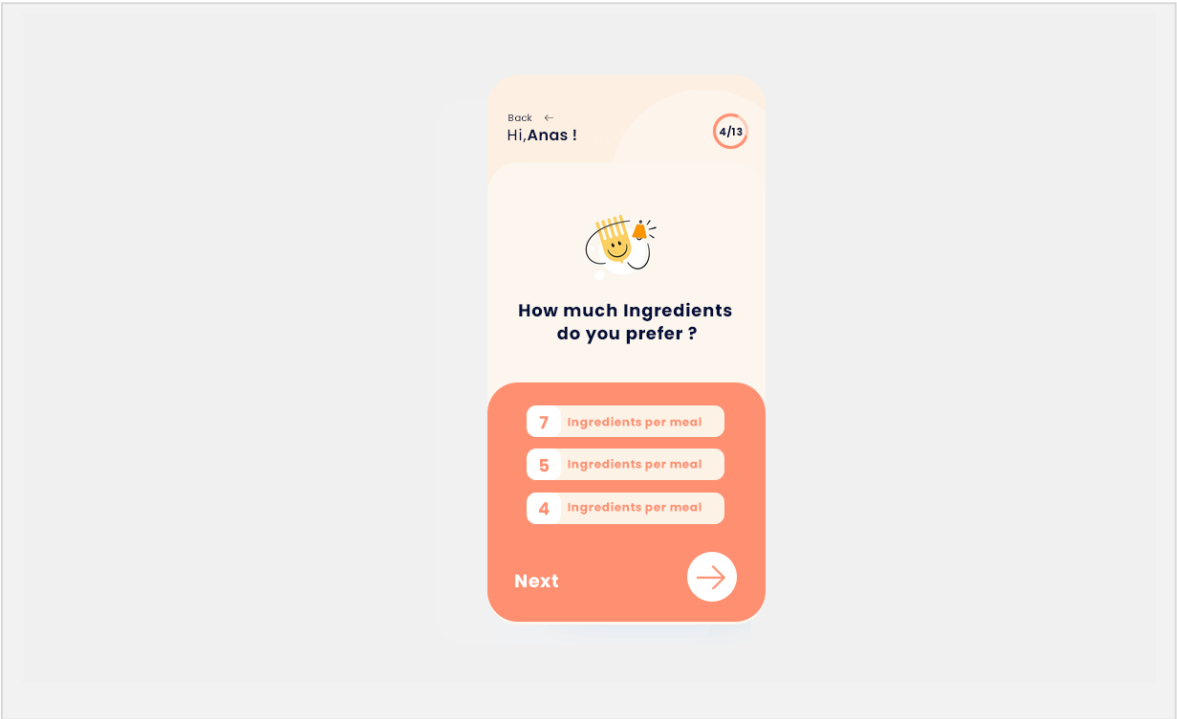 Back ←
Hi,Anas !
4/13
How much Ingredients
do you prefer ?
7 Ingredients per meal
5 Ingredients per meal
4 Ingredients per meal
Next